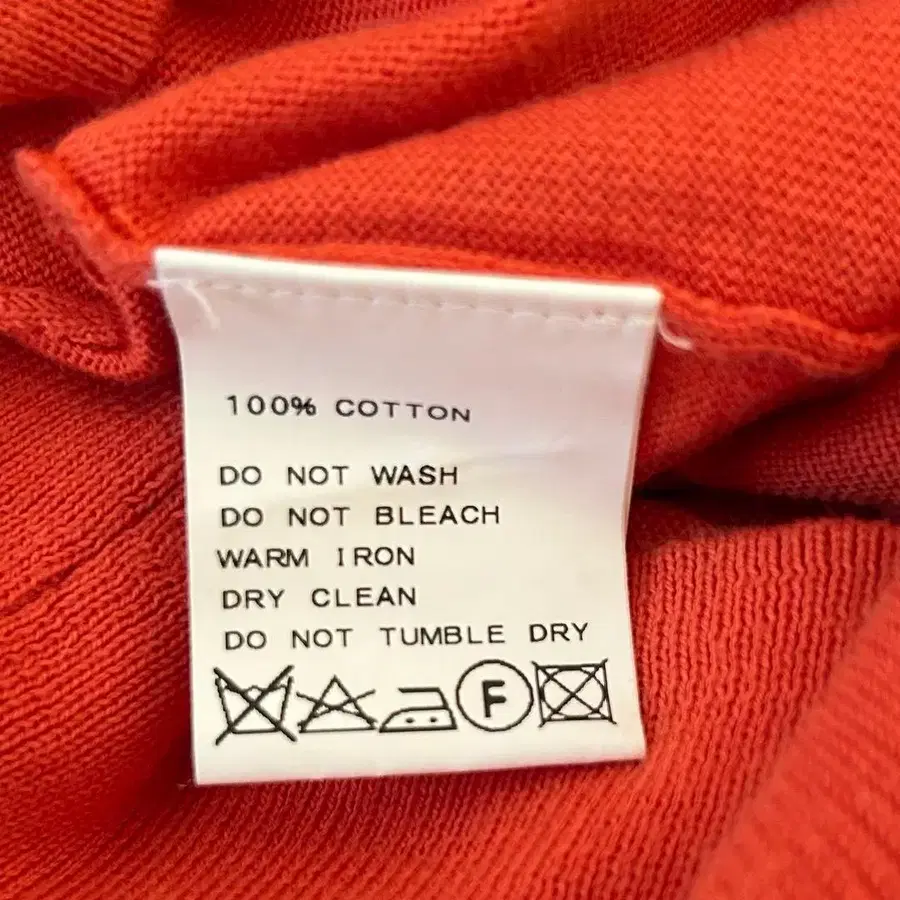 100% COTTON
DO NOT WASH
DO NOT BLEACH
WARM IRON
DRY CLEAN
DO NOT TUMBLE DRY
F